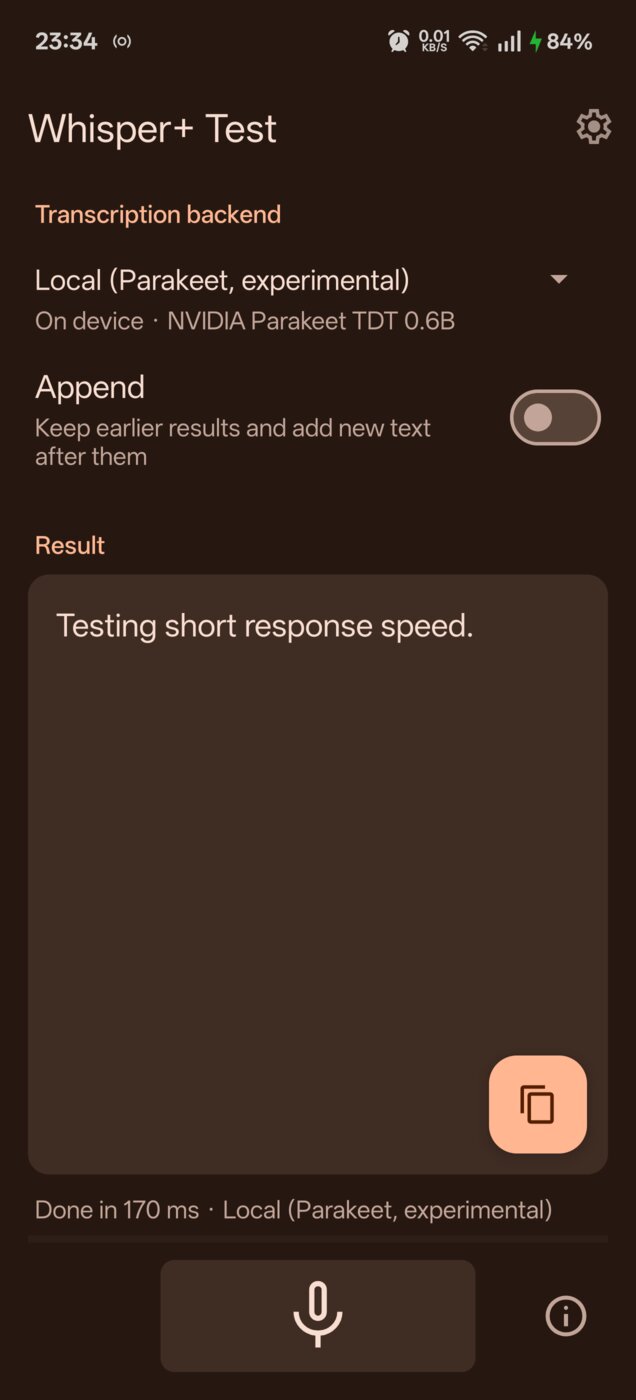 23:34
0.01
KB/S
84%
Whisper+ Test
Transcription backend
Local (Parakeet, experimental)
On device · NVIDIA Parakeet TDT 0.6B
Append
Keep earlier results and add new text
after them
Result
Testing short response speed.
Done in 170 ms · Local (Parakeet, experimental)